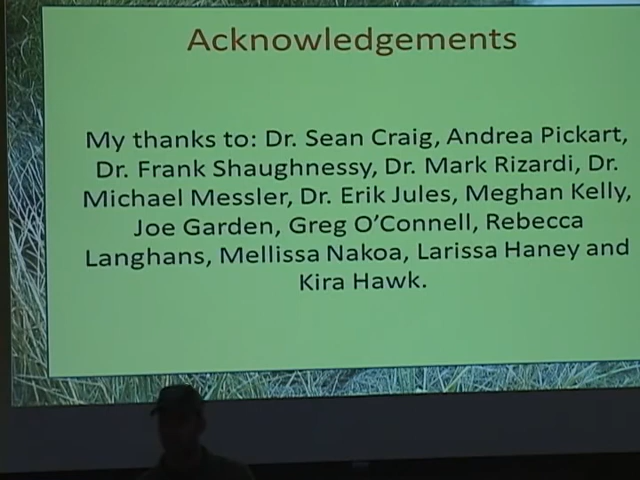 Acknowledgements
My thanks to: Dr. Sean Craig, Andrea Pickart,
Dr. Frank Shaughnessy, Dr. Mark Rizardi, Dr.
Michael Messler, Dr. Erik Jules, Meghan Kelly,
Joe Garden, Greg O’Connell, Rebecca
Langhans, Mellissa Nakoa, Larissa Haney and
Kira Hawk.